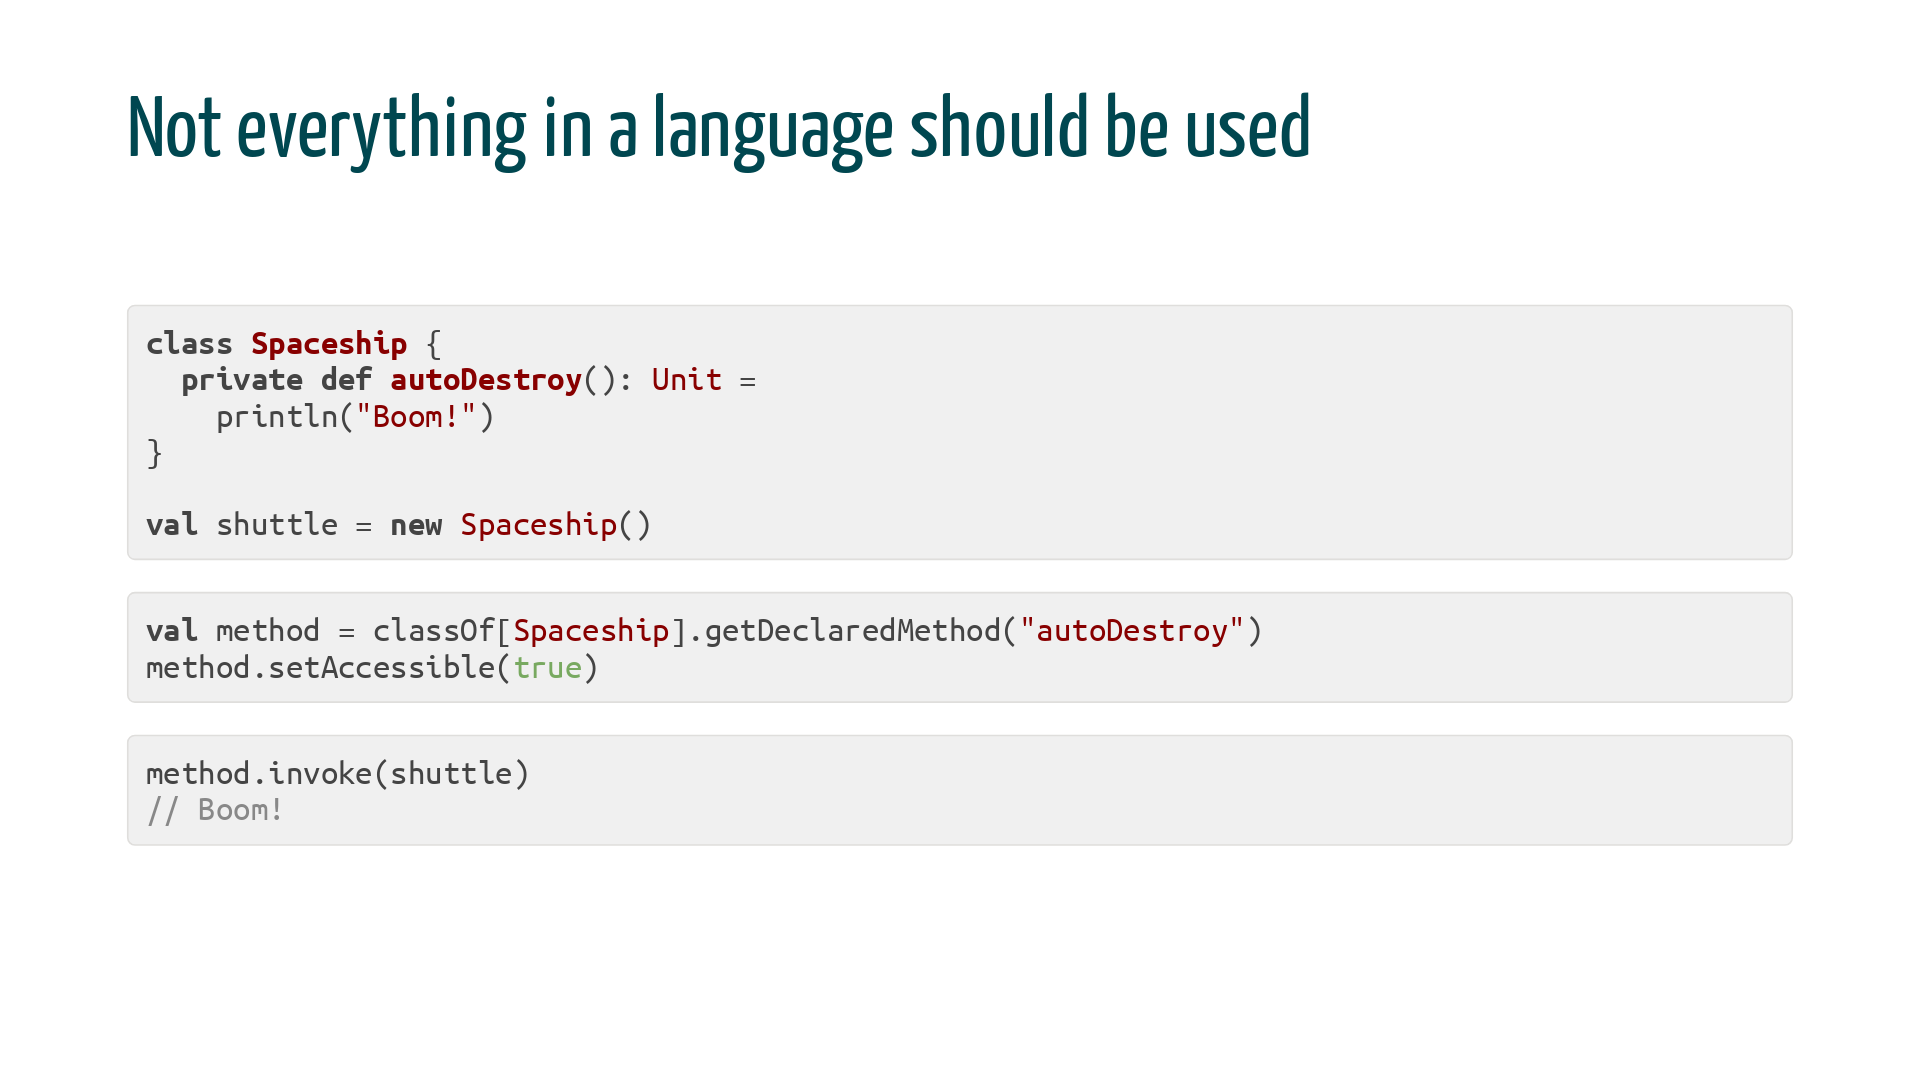 Not everything in a language should be used
class Spaceship {
  private def autoDestroy(): Unit =
    println("Boom!")
}
val shuttle = new Spaceship()
val method = classOf[Spaceship].getDeclaredMethod("autoDestroy")
method.setAccessible(true)
method.invoke(shuttle)
// Boom!